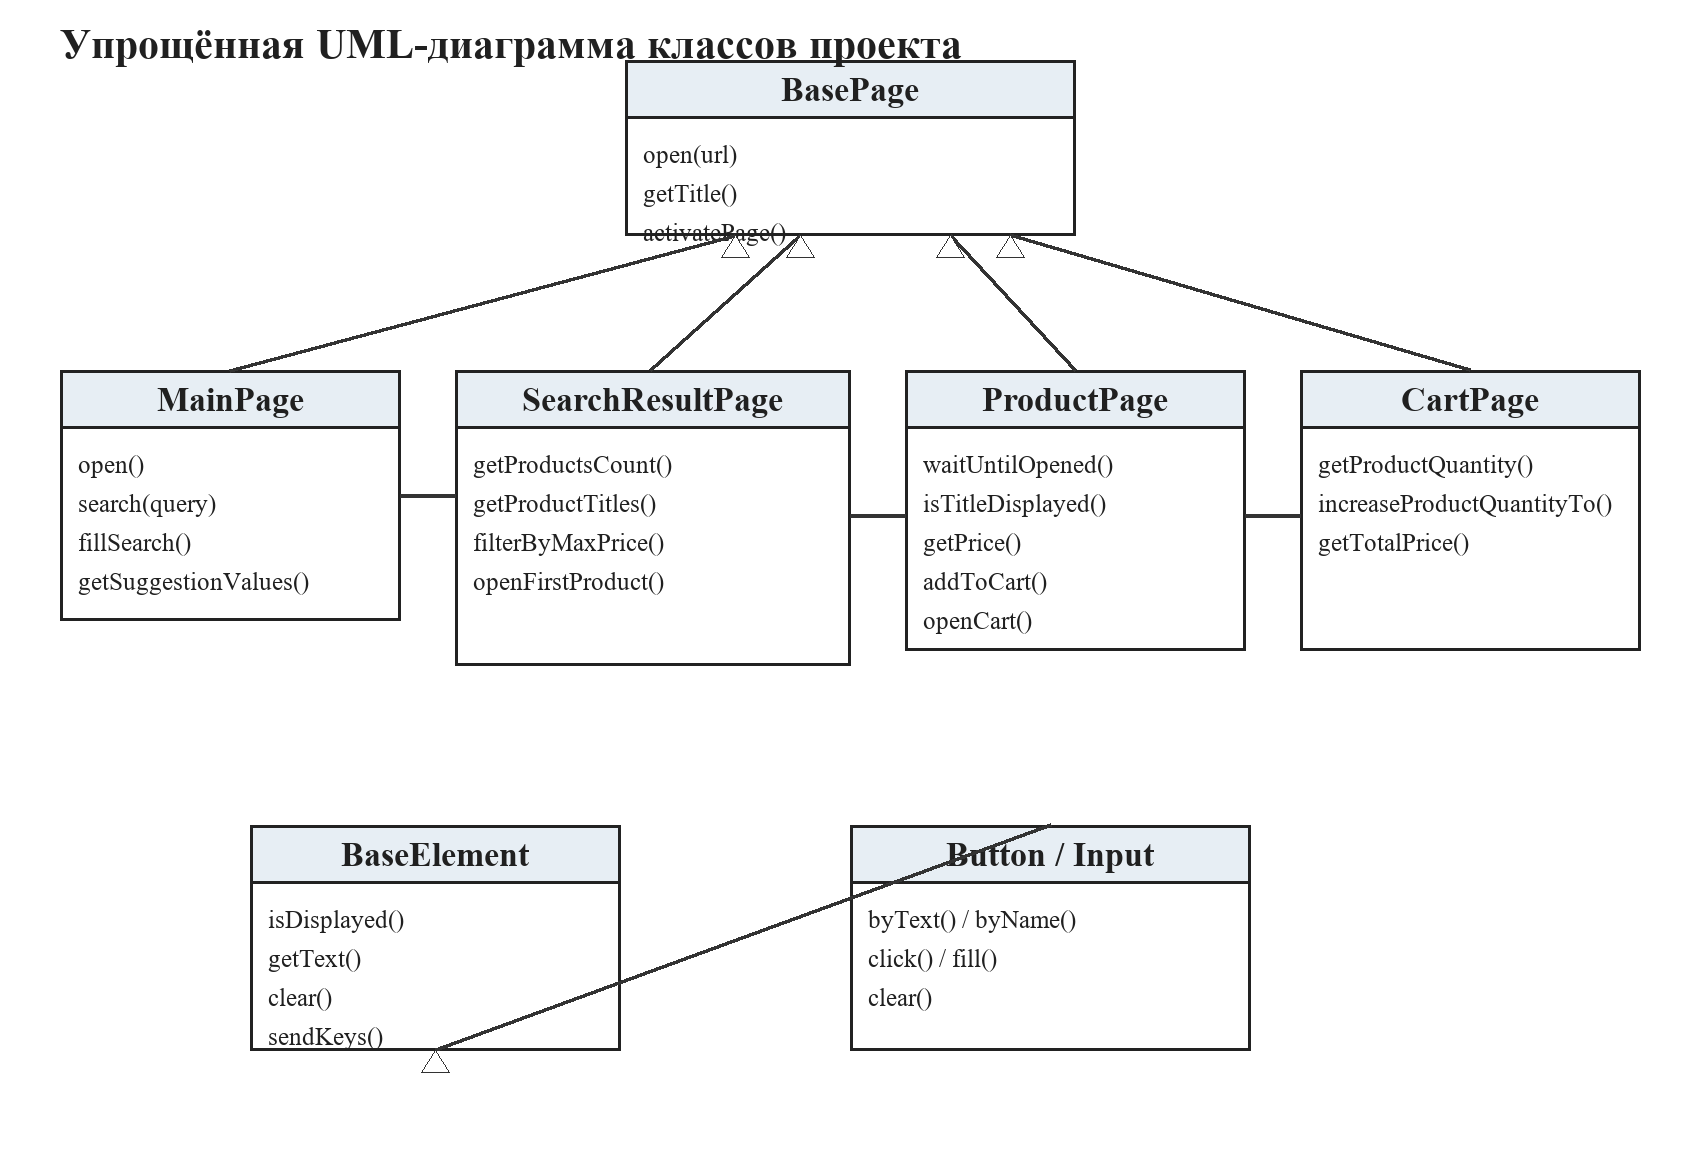 Упрощённая UML-диаграмма классов проекта
BasePage
open(url)
getTitle()
activatePage()
MainPage
open()
search(query)
fillSearch()
getSuggestionValues()
SearchResultPage
getProductsCount()
getProductTitles()
filterByMaxPrice()
openFirstProduct()
ProductPage
waitUntilOpened()
isTitleDisplayed()
getPrice()
addToCart()
openCart()
CartPage
getProductQuantity()
increaseProductQuantityTo()
getTotalPrice()
BaseElement
isDisplayed()
getText()
clear()
sendKeys()
Button / Input
byText() / byName()
click() / fill()
clear()